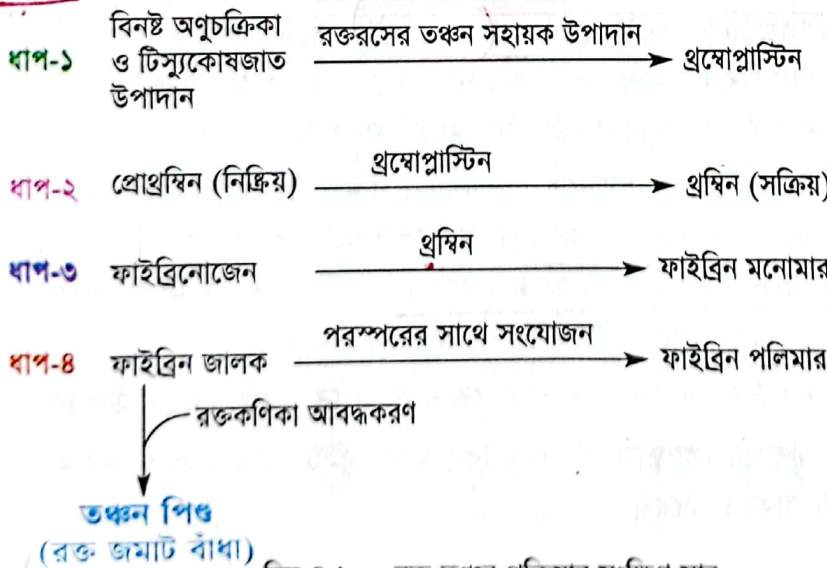 বিনষ্ট অণুচক্রিকা
ধাপ-১ ও টিস্যুকোষজাত রক্তরসের তঞ্চন সহায়ক উপাদান থ্রম্বোপ্লাস্টিন
উপাদান
থ্রম্বোপ্লাস্টিন
ধাপ-২ প্রোথ্রম্বিন (নিষ্ক্রিয়) থ্রম্বিন (সক্রিয়)
থ্রম্বিন
ধাপ-৩ ফাইব্রিনোজেন ফাইব্রিন মনোমার
পরস্পরের সাথে সংযোজন
ধাপ-৪ ফাইব্রিন জালক ফাইব্রিন পলিমার
রক্তকণিকা আবদ্ধকরণ
তঞ্চন পিণ্ড
(রক্ত জমাট বাঁধা)